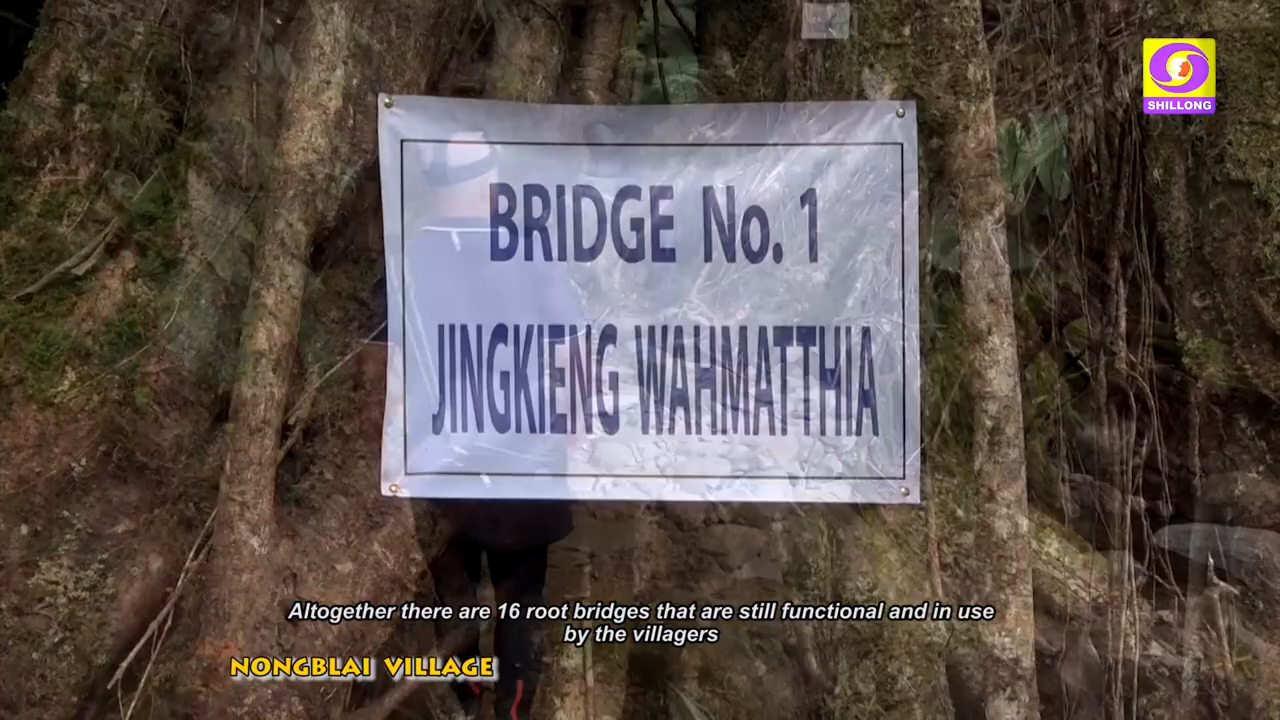 SHILLONG
BRIDGE No. 1
JINGKIENG WAHMATTHIA
Altogether there are 16 root bridges that are still functional and in use
by the villagers
NONGBLAI VILLAGE